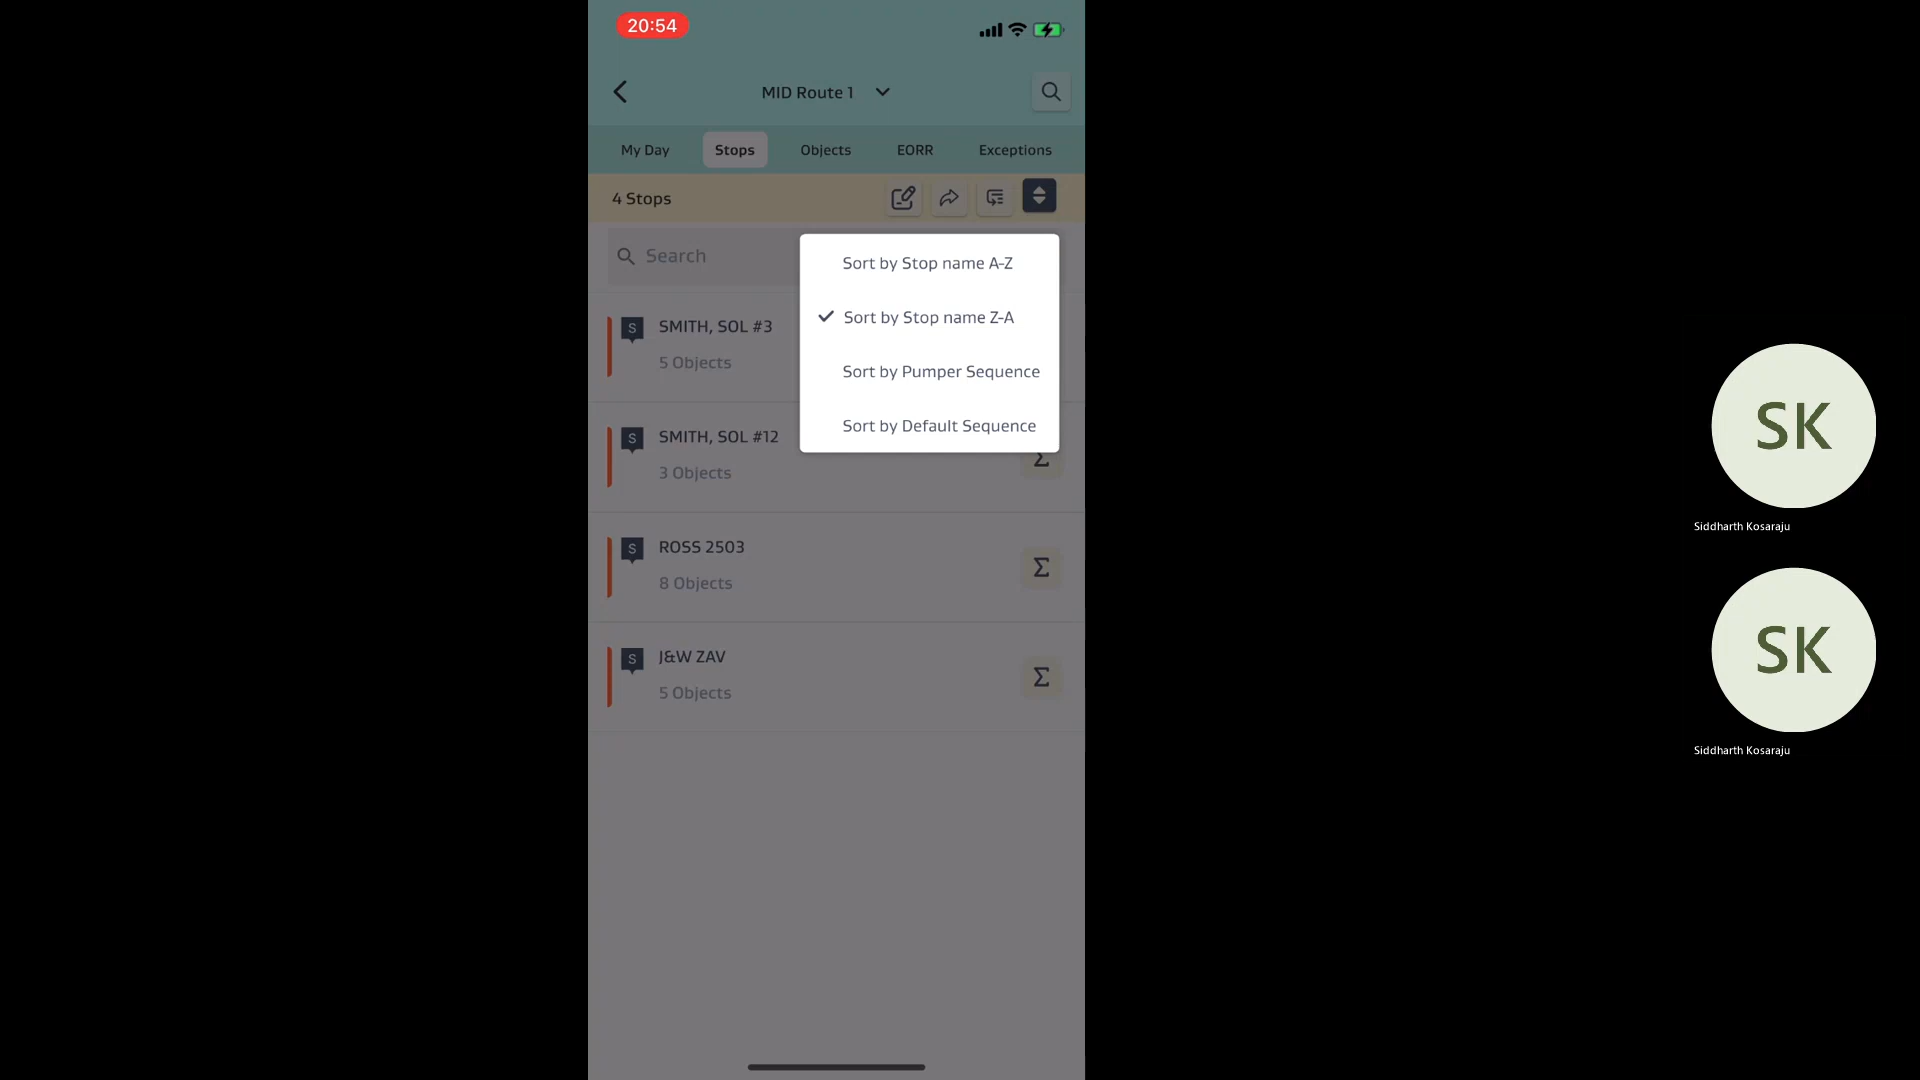 20:54
MID Route 1
My Day Stops Objects EORR Exceptions
4 Stops
Search
Sort by Stop name A-Z
Sort by Stop name Z-A
Sort by Pumper Sequence
Sort by Default Sequence
S SMITH, SOL #3
5 Objects
S SMITH, SOL #12
3 Objects
Σ
S ROSS 2503
8 Objects
Σ
S J&W ZAV
5 Objects
Σ
SK
Siddharth Kosaraju
SK
Siddharth Kosaraju